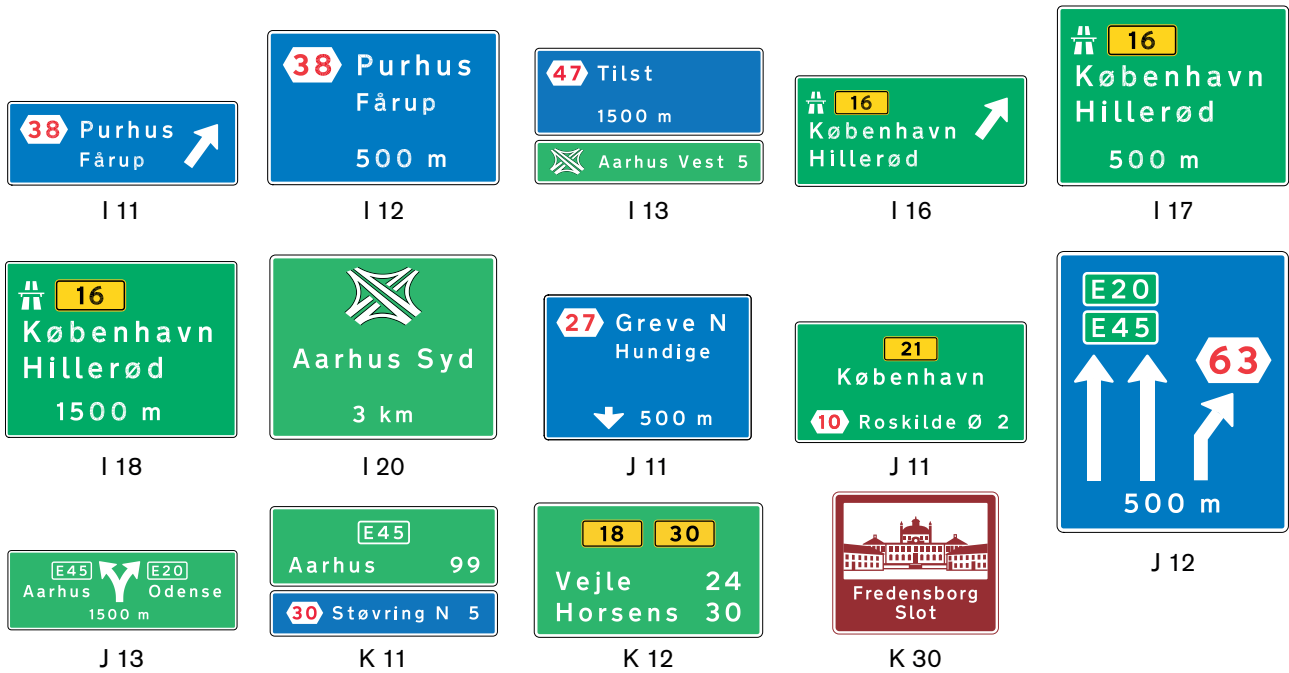 38 Purhus
Fårup
I 11
38 Purhus
Fårup
500 m
I 12
47 Tilst
1500 m
Aarhus Vest 5
I 13
16
København
Hillerød
I 16
16
København
Hillerød
500 m
I 17
16
København
Hillerød
1500 m
I 18
Aarhus Syd
3 km
I 20
27 Greve N
Hundige
500 m
J 11
21
København
10 Roskilde Ø 2
J 11
E20
E45
63
500 m
J 12
E45 E20
Aarhus Odense
1500 m
J 13
E45
Aarhus 99
30 Støvring N 5
K 11
18 30
Vejle 24
Horsens 30
K 12
Fredensborg
Slot
K 30